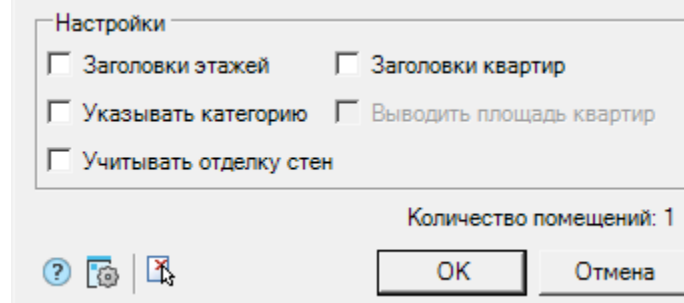 Настройки
Заголовки этажей Заголовки квартир
Указывать категорию Выводить площадь квартир
Учитывать отделку стен
Количество помещений: 1
? OK Отмена